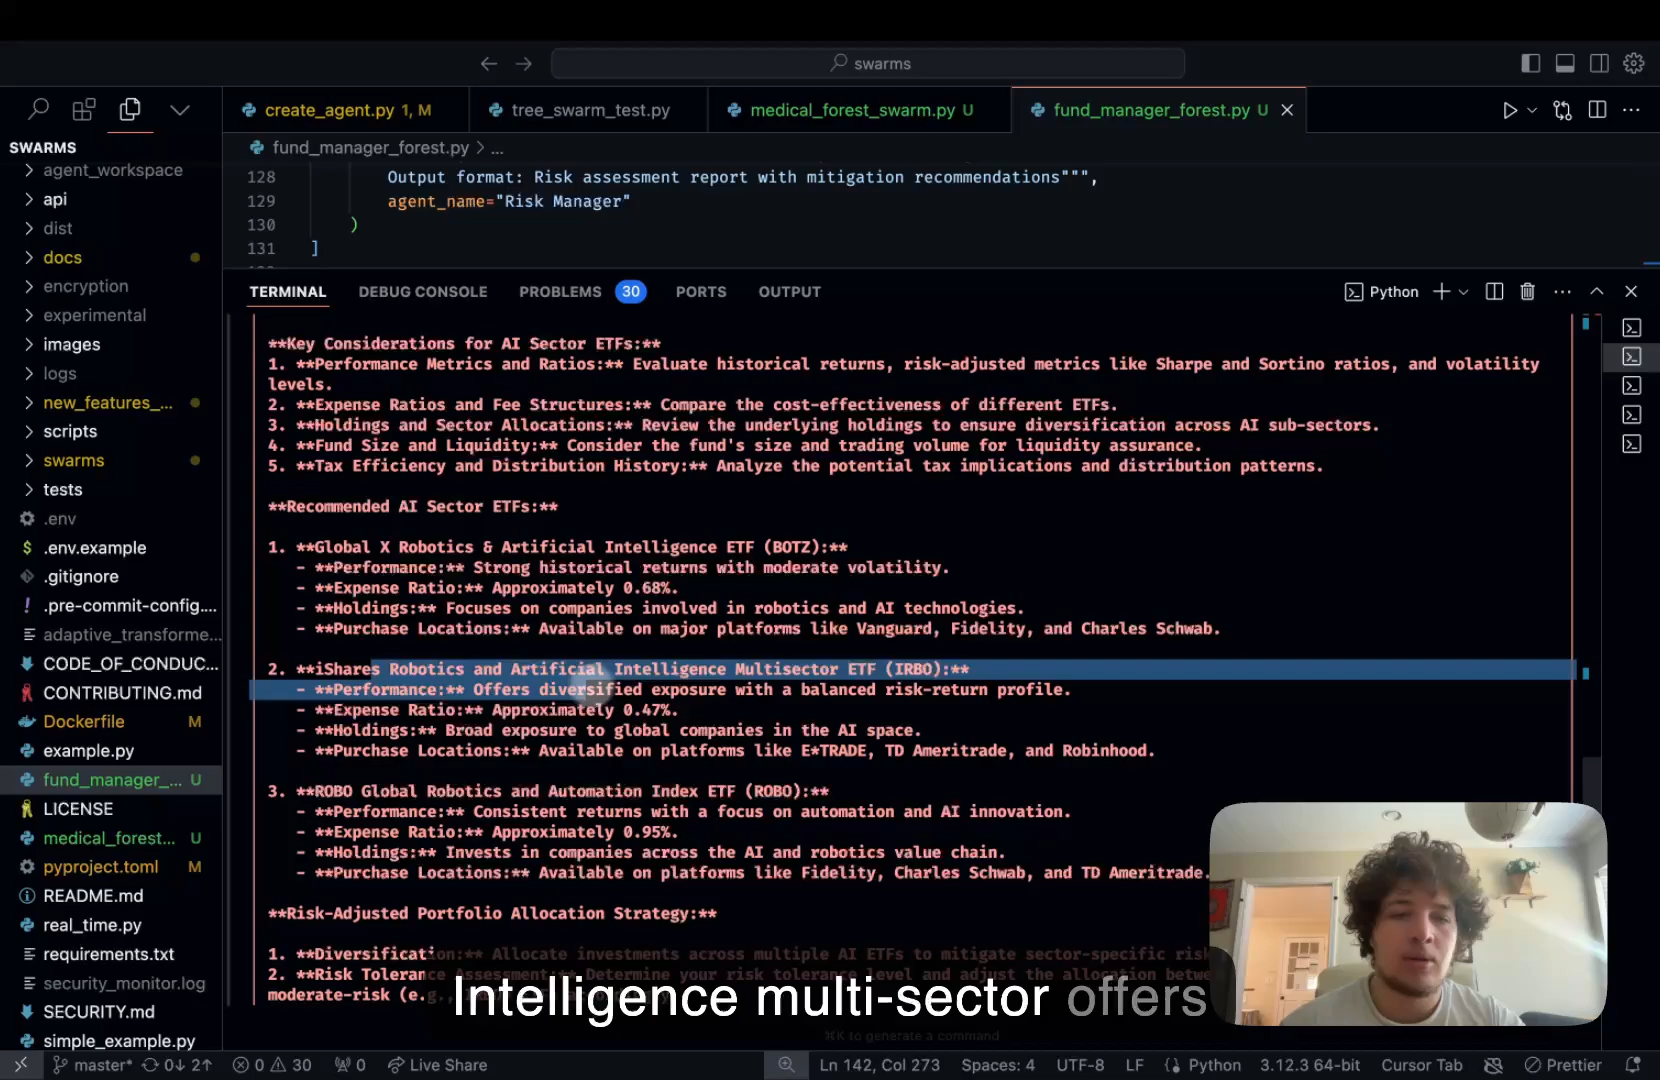 swarms
create_agent.py 1, M
tree_swarm_test.py
medical_forest_swarm.py U
fund_manager_forest.py U
SWARMS
agent_workspace
api
dist
docs
encryption
experimental
images
logs
new_features_...
scripts
swarms
tests
.env
.env.example
.gitignore
.pre-commit-config....
adaptive_transforme...
CODE_OF_CONDUC...
CONTRIBUTING.md
Dockerfile M
example.py
fund_manager_... U
LICENSE
medical_forest... U
pyproject.toml M
README.md
real_time.py
requirements.txt
security_monitor.log
SECURITY.md
simple_example.py
fund_manager_forest.py > ...
128 Output format: Risk assessment report with mitigation recommendations""",
129 agent_name="Risk Manager"
130 )
131 ]
TERMINAL DEBUG CONSOLE PROBLEMS 30 PORTS OUTPUT
Python
**Key Considerations for AI Sector ETFs:**
1. **Performance Metrics and Ratios:** Evaluate historical returns, risk-adjusted metrics like Sharpe and Sortino ratios, and volatility
levels.
2. **Expense Ratios and Fee Structures:** Compare the cost-effectiveness of different ETFs.
3. **Holdings and Sector Allocations:** Review the underlying holdings to ensure diversification across AI sub-sectors.
4. **Fund Size and Liquidity:** Consider the fund's size and trading volume for liquidity assurance.
5. **Tax Efficiency and Distribution History:** Analyze the potential tax implications and distribution patterns.
**Recommended AI Sector ETFs:**
1. **Global X Robotics & Artificial Intelligence ETF (BOTZ):**
- **Performance:** Strong historical returns with moderate volatility.
- **Expense Ratio:** Approximately 0.68%.
- **Holdings:** Focuses on companies involved in robotics and AI technologies.
- **Purchase Locations:** Available on major platforms like Vanguard, Fidelity, and Charles Schwab.
2. **iShares Robotics and Artificial Intelligence Multisector ETF (IRBO):**
- **Performance:** Offers diversified exposure with a balanced risk-return profile.
- **Expense Ratio:** Approximately 0.47%.
- **Holdings:** Broad exposure to global companies in the AI space.
- **Purchase Locations:** Available on platforms like E*TRADE, TD Ameritrade, and Robinhood.
3. **ROBO Global Robotics and Automation Index ETF (ROBO):**
- **Performance:** Consistent returns with a focus on automation and AI innovation.
- **Expense Ratio:** Approximately 0.95%.
- **Holdings:** Invests in companies across the AI and robotics value chain.
- **Purchase Locations:** Available on platforms like Fidelity, Charles Schwab, and TD Ameritrade.
**Risk-Adjusted Portfolio Allocation Strategy:**
1. **Diversification:** Allocate investments across multiple AI ETFs to mitigate sector-specific
2. **Risk Tolerance Assessment:** Determine your risk tolerance level and adjust the allocation
moderate-risk (e.g.,
Intelligence multi-sector offers
⌘K to generate a command
master* 0↓ 2↑ 0 30 0 Live Share
Ln 142, Col 273 Spaces: 4 UTF-8 LF Python 3.12.3 64-bit Cursor Tab Prettier